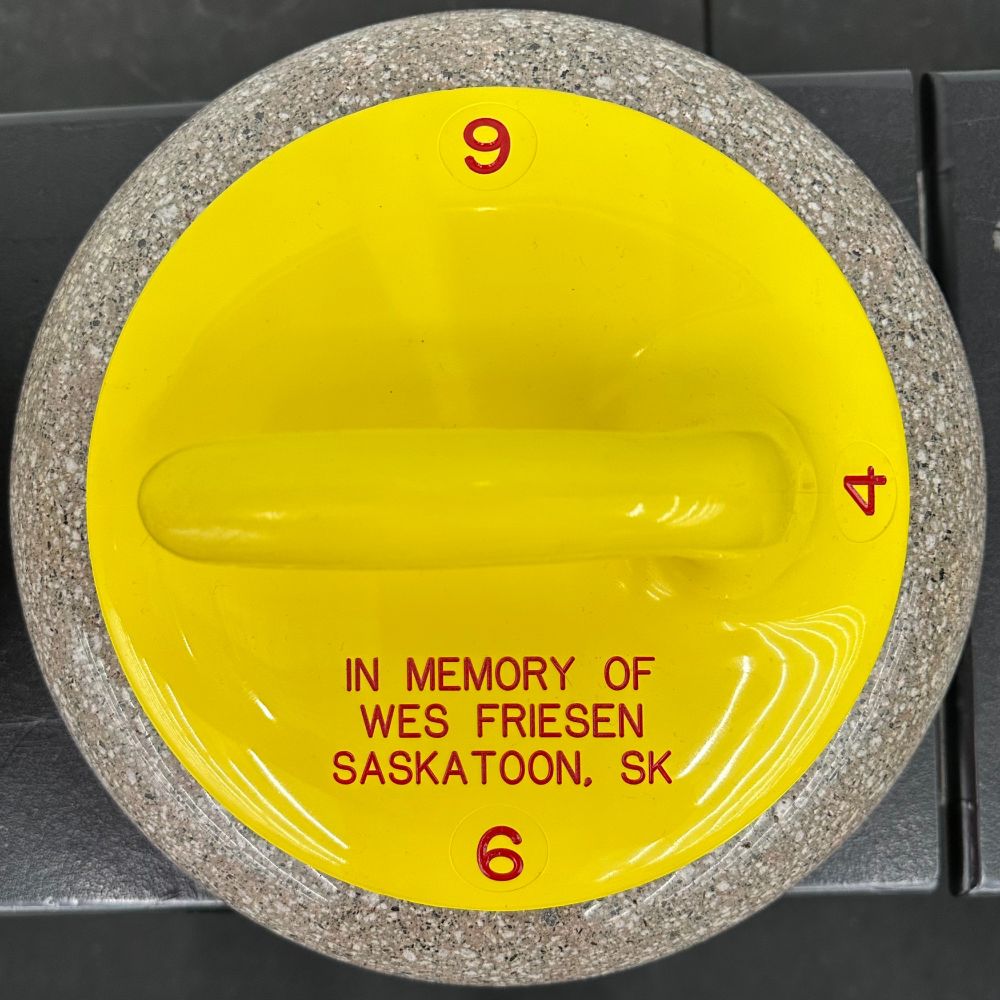 9
4
IN MEMORY OF
WES FRIESEN
SASKATOON, SK
6